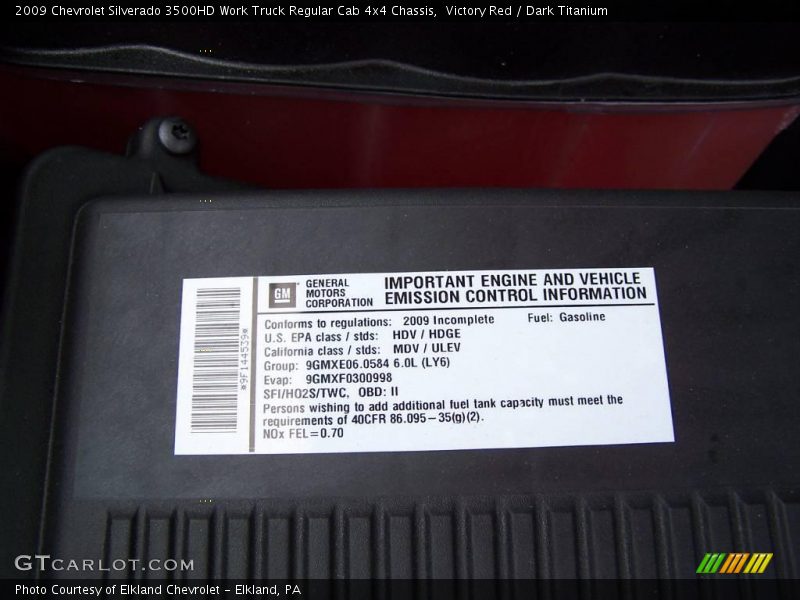 2009 Chevrolet Silverado 3500HD Work Truck Regular Cab 4x4 Chassis,  Victory Red / Dark Titanium
GM
GENERAL
MOTORS
CORPORATION
IMPORTANT ENGINE AND VEHICLE
EMISSION CONTROL INFORMATION
*9F144539*
Conforms to regulations: 2009 Incomplete Fuel: Gasoline
U.S. EPA class / stds: HDV / HDGE
California class / stds: MDV / ULEV
Group: 9GMXE06.0584 6.0L (LY6)
Evap: 9GMXF0300998
SFI/HO2S/TWC, OBD: II
Persons wishing to add additional fuel tank capacity must meet the
requirements of 40CFR 86.095-35(g)(2).
NOx FEL=0.70
GTCARLOT.COM
Photo Courtesy of Elkland Chevrolet - Elkland, PA